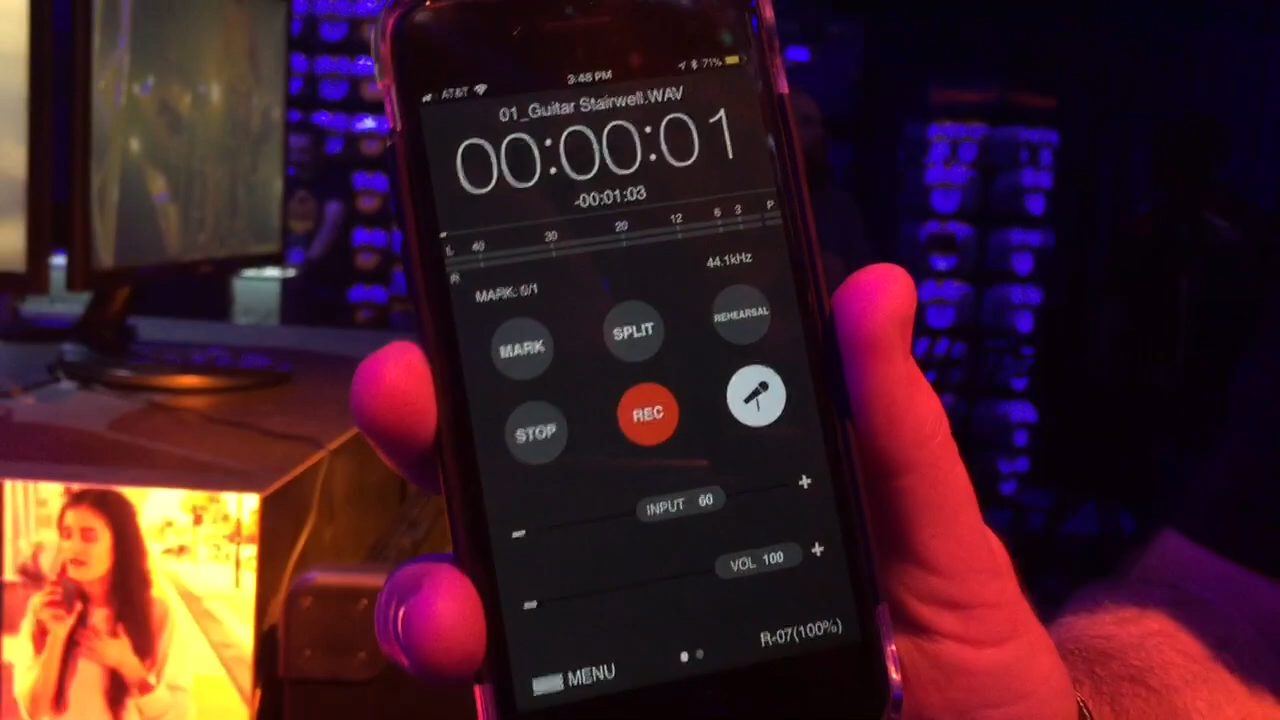 AT&T 3:48 PM 71%
01_Guitar Stairwell.WAV
00:00:01
-00:01:03
L 40 30 20 12 6 3 P
R
44.1kHz
MARK: 0/1
MARK SPLIT REHEARSAL
STOP REC
INPUT 60 +
VOL 100 +
R-07(100%)
MENU